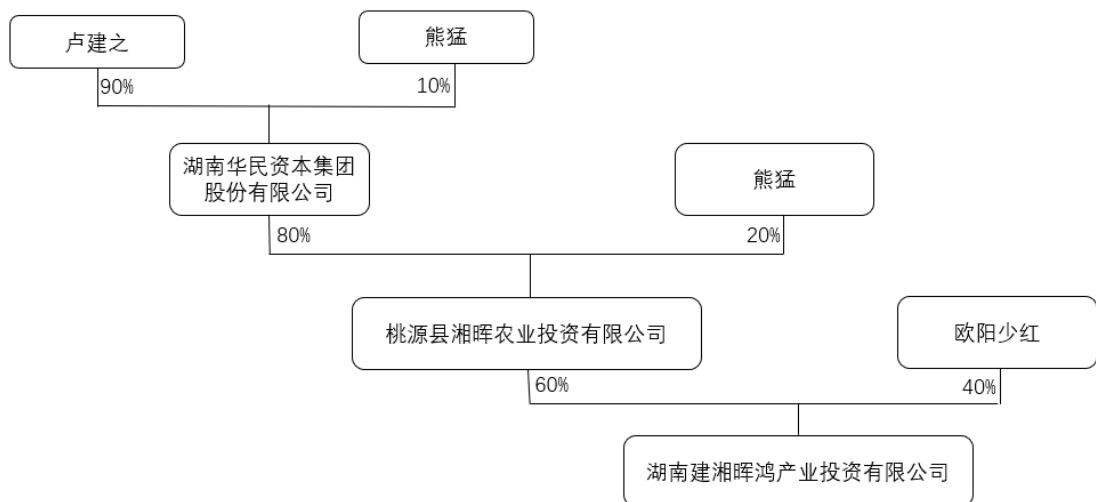 卢建之
熊猛
90%
10%
湖南华民资本集团
股份有限公司
熊猛
80%
20%
桃源县湘晖农业投资有限公司
欧阳少红
60%
40%
湖南建湘晖鸿产业投资有限公司